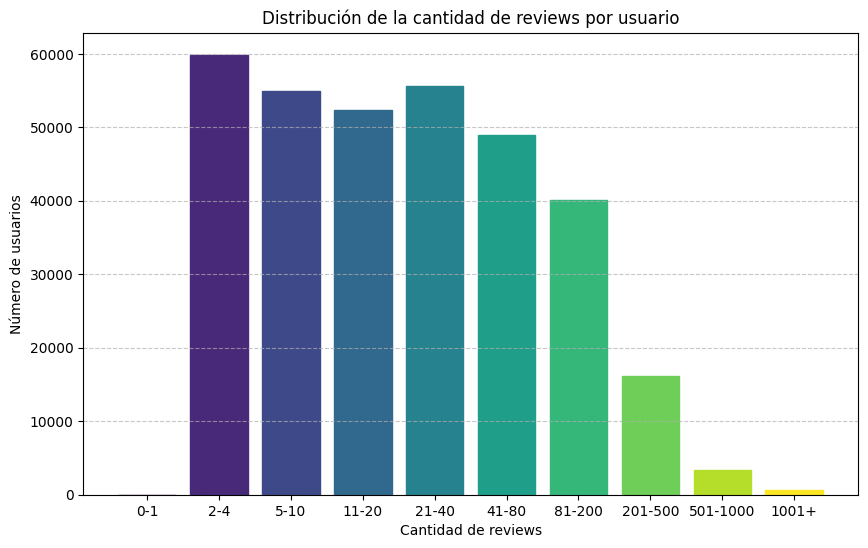 Distribución de la cantidad de reviews por usuario
Número de usuarios
60000
50000
40000
30000
20000
10000
0
0-1 2-4 5-10 11-20 21-40 41-80 81-200 201-500 501-1000 1001+
Cantidad de reviews